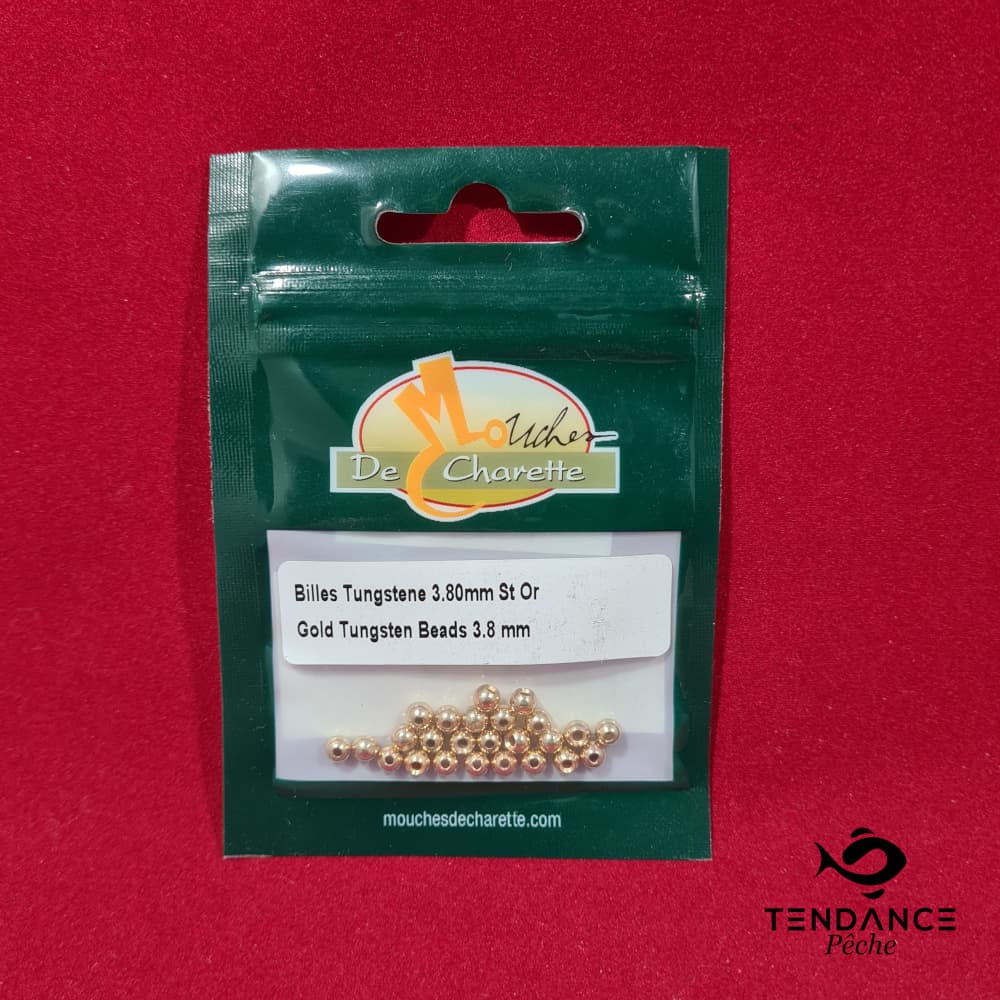 Mouches
De Charette
Billes Tungstene 3.80mm St Or
Gold Tungsten Beads 3.8 mm
mouchesdecharette.com
TENDANCE
Pêche